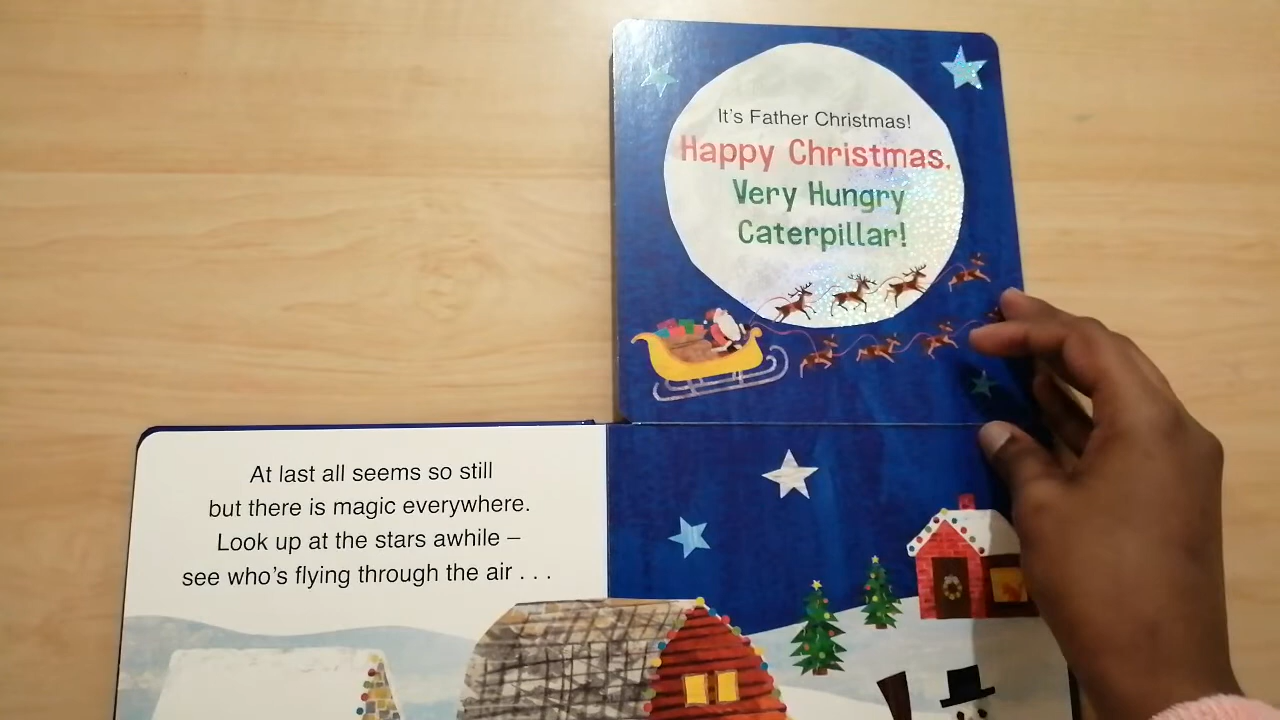 At last all seems so still
but there is magic everywhere.
Look up at the stars awhile –
see who's flying through the air . . .
It's Father Christmas!
Happy Christmas,
Very Hungry
Caterpillar!